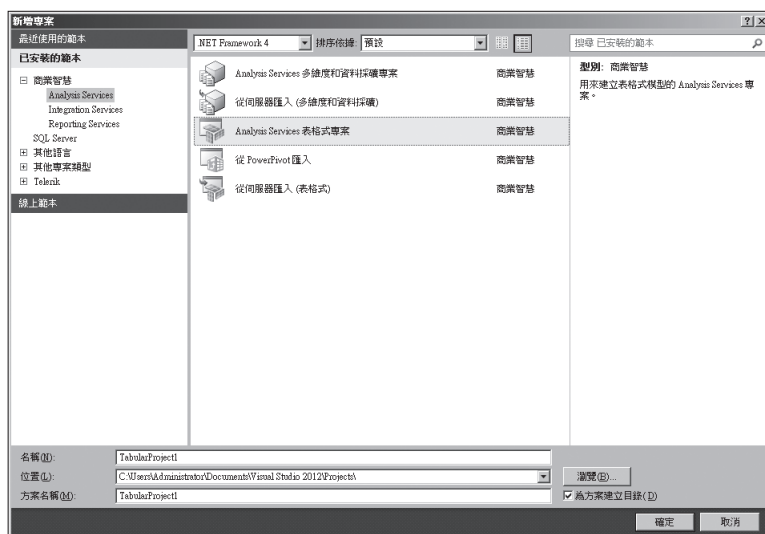 新增專案
最近使用的範本
已安裝的範本
商業智慧
Analysis Services
Integration Services
Reporting Services
SQL Server
其他語言
其他專案類型
Telerik
線上範本
.NET Framework 4 排序依據: 預設
Analysis Services 多維度和資料採礦專案 商業智慧
從伺服器匯入 (多維度和資料採礦) 商業智慧
Analysis Services 表格式專案 商業智慧
從 PowerPivot 匯入 商業智慧
從伺服器匯入 (表格式) 商業智慧
搜尋 已安裝的範本
型別: 商業智慧
用來建立表格式模型的 Analysis Services 專
案。
名稱(N): TabularProject1
位置(L): C:\Users\Administrator\Documents\Visual Studio 2012\Projects\ 瀏覽(B)...
方案名稱(M): TabularProject1 為方案建立目錄(D)
確定 取消